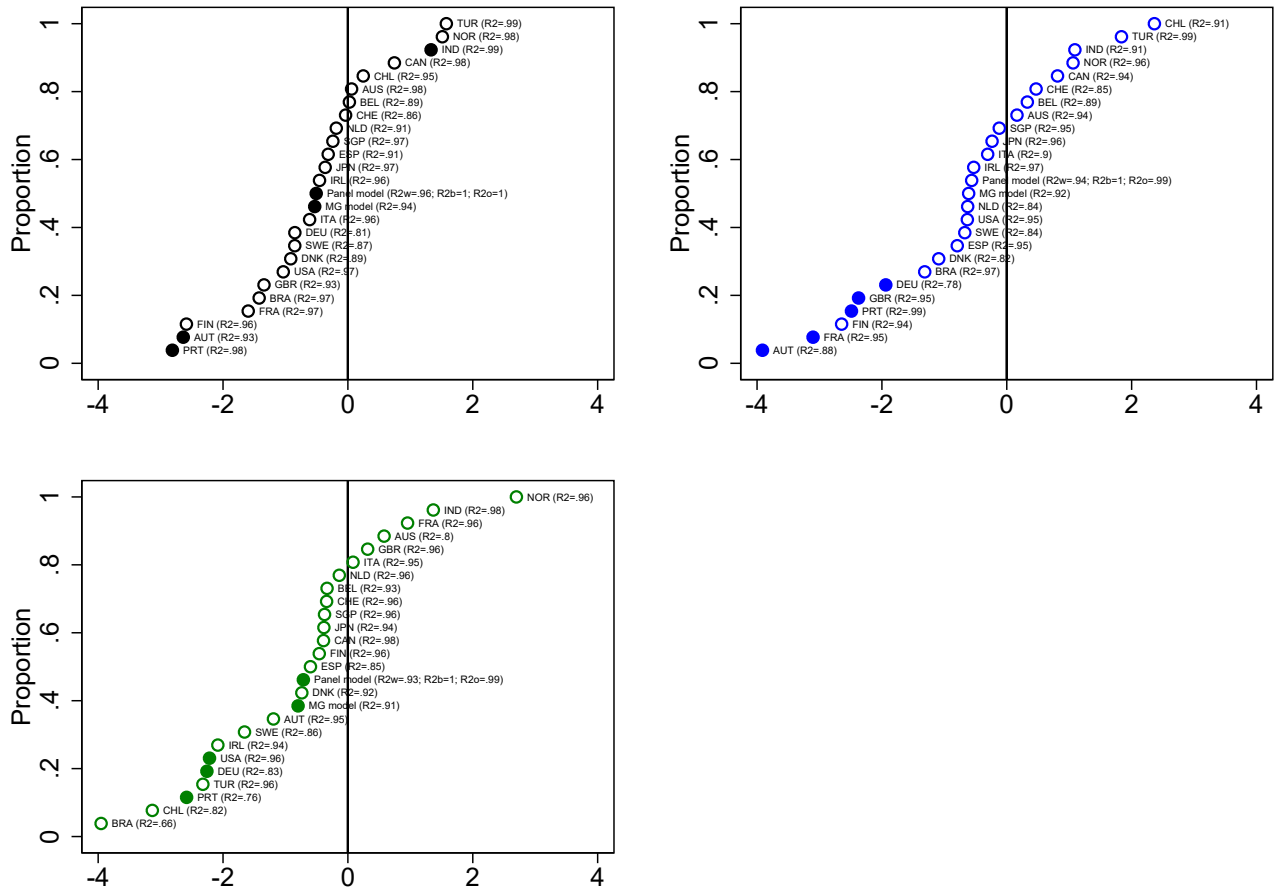 Proportion
1
.8
.6
.4
.2
0
TUR (R2=.99)
NOR (R2=.98)
IND (R2=.99)
CAN (R2=.98)
CHL (R2=.95)
AUS (R2=.98)
BEL (R2=.89)
CHE (R2=.86)
NLD (R2=.91)
SGP (R2=.97)
ESP (R2=.91)
JPN (R2=.97)
IRL (R2=.96)
Panel model (R2w=.96; R2b=1; R2o=1)
MG model (R2=.94)
ITA (R2=.96)
DEU (R2=.81)
SWE (R2=.87)
DNK (R2=.89)
USA (R2=.97)
GBR (R2=.93)
BRA (R2=.97)
FRA (R2=.97)
FIN (R2=.96)
AUT (R2=.93)
PRT (R2=.98)
-4 -2 0 2 4
Proportion
1
.8
.6
.4
.2
0
CHL (R2=.91)
TUR (R2=.99)
IND (R2=.91)
NOR (R2=.96)
CAN (R2=.94)
CHE (R2=.85)
BEL (R2=.89)
AUS (R2=.94)
SGP (R2=.95)
JPN (R2=.96)
ITA (R2=.9)
IRL (R2=.97)
Panel model (R2w=.94; R2b=1; R2o=.99)
MG model (R2=.92)
NLD (R2=.84)
USA (R2=.95)
SWE (R2=.84)
ESP (R2=.95)
DNK (R2=.82)
BRA (R2=.97)
DEU (R2=.78)
GBR (R2=.95)
PRT (R2=.99)
FIN (R2=.94)
FRA (R2=.95)
AUT (R2=.88)
-4 -2 0 2 4
Proportion
1
.8
.6
.4
.2
0
NOR (R2=.96)
IND (R2=.98)
FRA (R2=.96)
AUS (R2=.8)
GBR (R2=.96)
ITA (R2=.95)
NLD (R2=.96)
BEL (R2=.93)
CHE (R2=.96)
SGP (R2=.96)
JPN (R2=.94)
CAN (R2=.98)
FIN (R2=.96)
ESP (R2=.85)
Panel model (R2w=.93; R2b=1; R2o=.99)
DNK (R2=.92)
MG model (R2=.91)
AUT (R2=.95)
SWE (R2=.86)
IRL (R2=.94)
USA (R2=.96)
DEU (R2=.83)
TUR (R2=.96)
PRT (R2=.76)
CHL (R2=.82)
BRA (R2=.66)
-4 -2 0 2 4